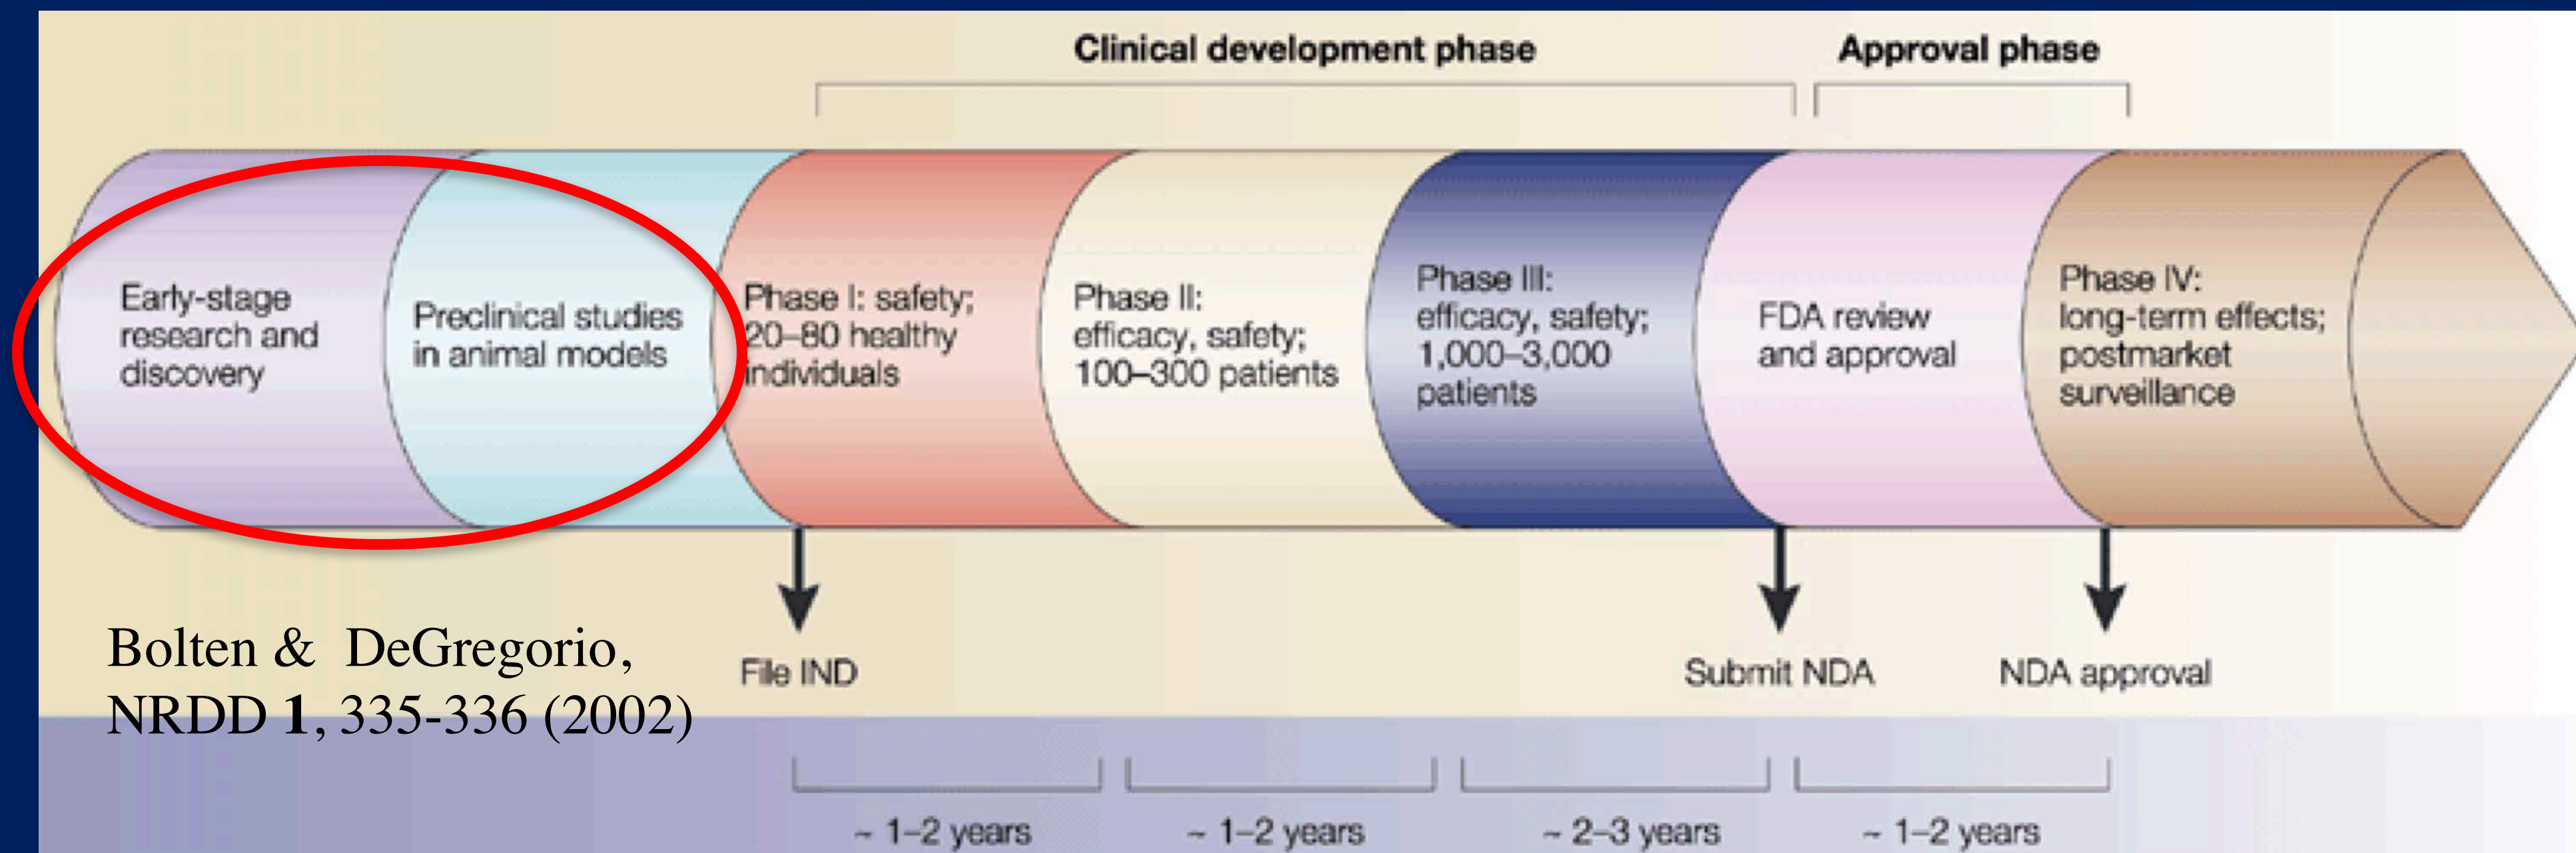 Clinical development phase
Approval phase
Early-stage
research and
discovery
Preclinical studies
in animal models
Phase I: safety;
20–80 healthy
individuals
Phase II:
efficacy, safety;
100–300 patients
Phase III:
efficacy, safety;
1,000–3,000
patients
FDA review
and approval
Phase IV:
long-term effects;
postmarket
surveillance
File IND
Submit NDA
NDA approval
Bolten & DeGregorio,
NRDD 1, 335-336 (2002)
~ 1–2 years
~ 1–2 years
~ 2–3 years
~ 1–2 years